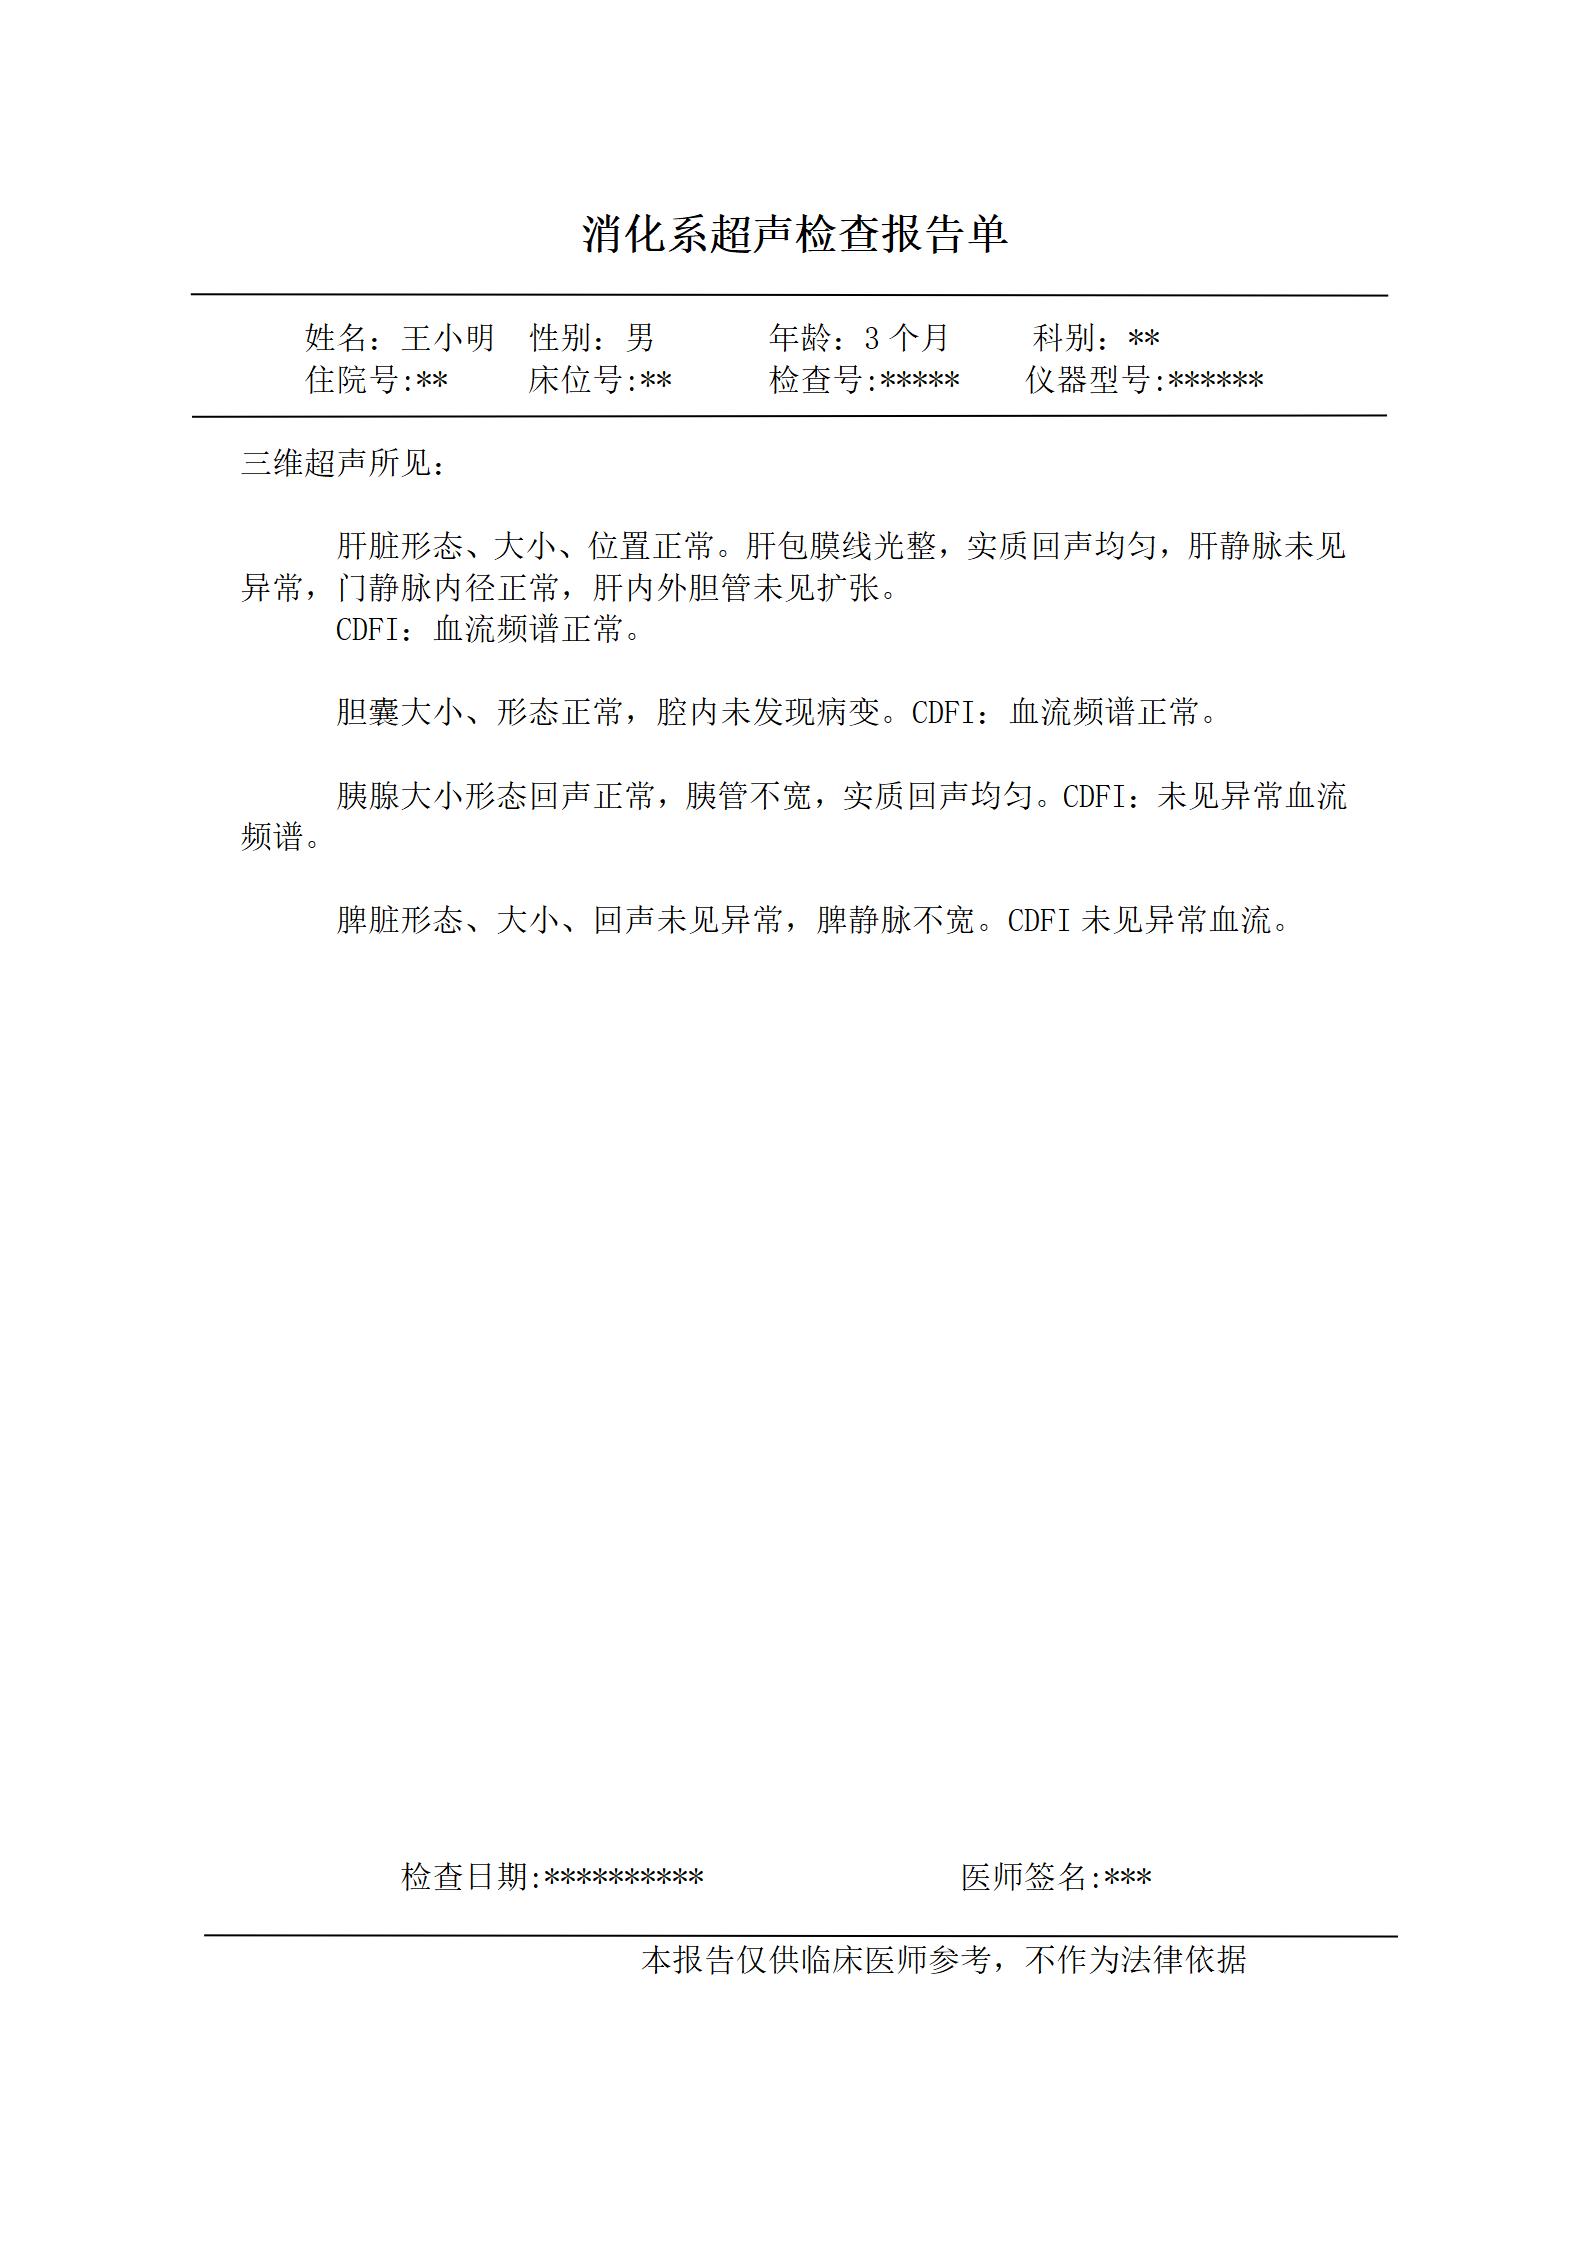 消化系超声检查报告单
姓名：王小明 性别：男 年龄：3 个月 科别：**
住院号:** 床位号:** 检查号:***** 仪器型号:******
三维超声所见：
肝脏形态、大小、位置正常。肝包膜线光整，实质回声均匀，肝静脉未见
异常，门静脉内径正常，肝内外胆管未见扩张。
CDFI：血流频谱正常。
胆囊大小、形态正常，腔内未发现病变。CDFI：血流频谱正常。
胰腺大小形态回声正常，胰管不宽，实质回声均匀。CDFI：未见异常血流
频谱。
脾脏形态、大小、回声未见异常，脾静脉不宽。CDFI 未见异常血流。
检查日期:********** 医师签名:***
本报告仅供临床医师参考，不作为法律依据